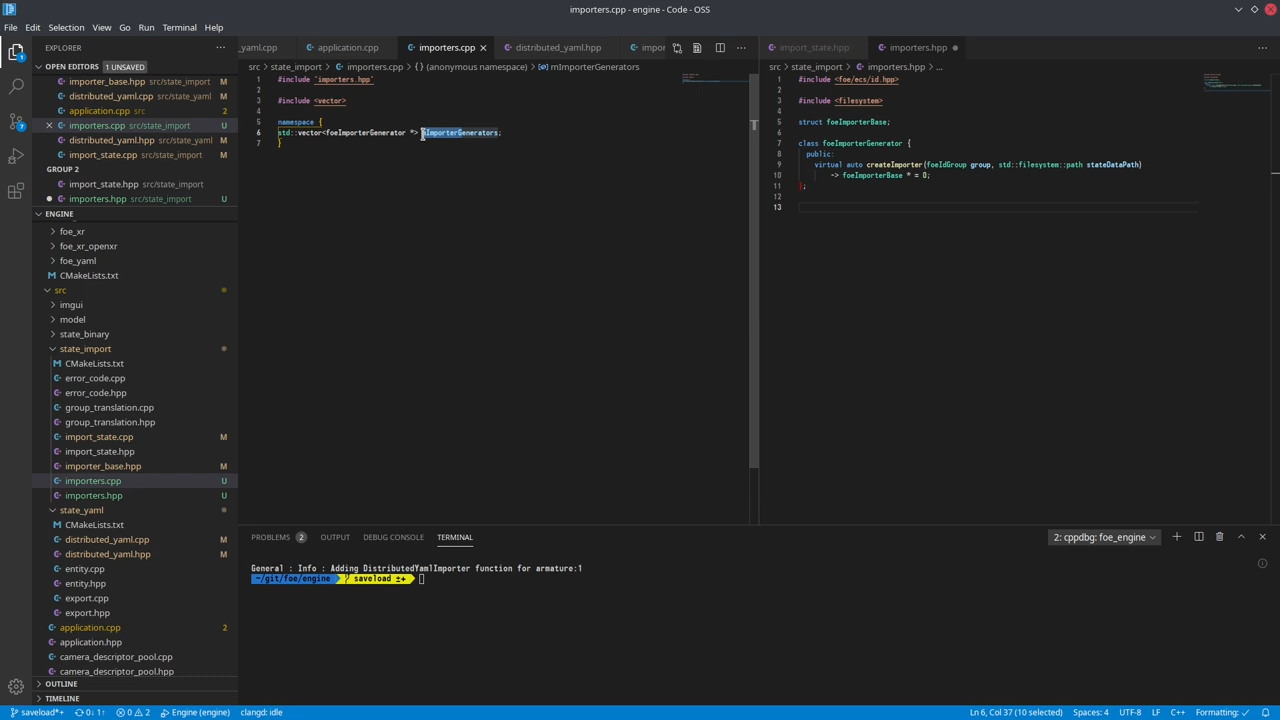 importers.cpp - engine - Code - OSS
File Edit Selection View Go Run Terminal Help
EXPLORER
OPEN EDITORS 1 UNSAVED
importer_base.hpp src/state_import M
distributed_yaml.cpp src/state_yaml M
application.cpp src 2
importers.cpp src/state_import U
distributed_yaml.hpp src/state_yaml M
import_state.cpp src/state_import M
GROUP 2
import_state.hpp src/state_import
importers.hpp src/state_import U
ENGINE
foe_xr
foe_xr_openxr
foe_yaml
CMakeLists.txt
src
imgui
model
state_binary
state_import
CMakeLists.txt
error_code.cpp
error_code.hpp
group_translation.cpp
group_translation.hpp
import_state.cpp M
import_state.hpp
importer_base.hpp M
importers.cpp U
importers.hpp U
state_yaml
CMakeLists.txt
distributed_yaml.cpp M
distributed_yaml.hpp M
entity.cpp
entity.hpp
export.cpp
export.hpp
application.cpp 2
application.hpp
camera_descriptor_pool.cpp
camera_descriptor_pool.hpp
OUTLINE
TIMELINE
_yaml.cpp application.cpp importers.cpp distributed_yaml.hpp impor
src > state_import > importers.cpp > {} (anonymous namespace) > mImporterGenerators
1 #include "importers.hpp"
2
3 #include <vector>
4
5 namespace {
6 std::vector<foeImporterGenerator *> mImporterGenerators;
7 }
import_state.hpp importers.hpp
src > state_import > importers.hpp > ...
1 #include <foe/ecs/id.hpp>
2
3 #include <filesystem>
4
5 struct foeImporterBase;
6
7 class foeImporterGenerator {
8 public:
9 virtual auto createImporter(foeIdGroup group, std::filesystem::path stateDataPath)
10 -> foeImporterBase * = 0;
11 };
12
13
PROBLEMS 2 OUTPUT DEBUG CONSOLE TERMINAL
2: cppdbg: foe_engine
General : Info : Adding DistributedYamlImporter function for armature:1
~/git/foe/engine saveload ±+
saveload*+ 0↓ 1↑ 0 2 Engine (engine) clangd: idle
Ln 6, Col 37 (10 selected) Spaces: 4 UTF-8 LF C++ Formatting: ✓